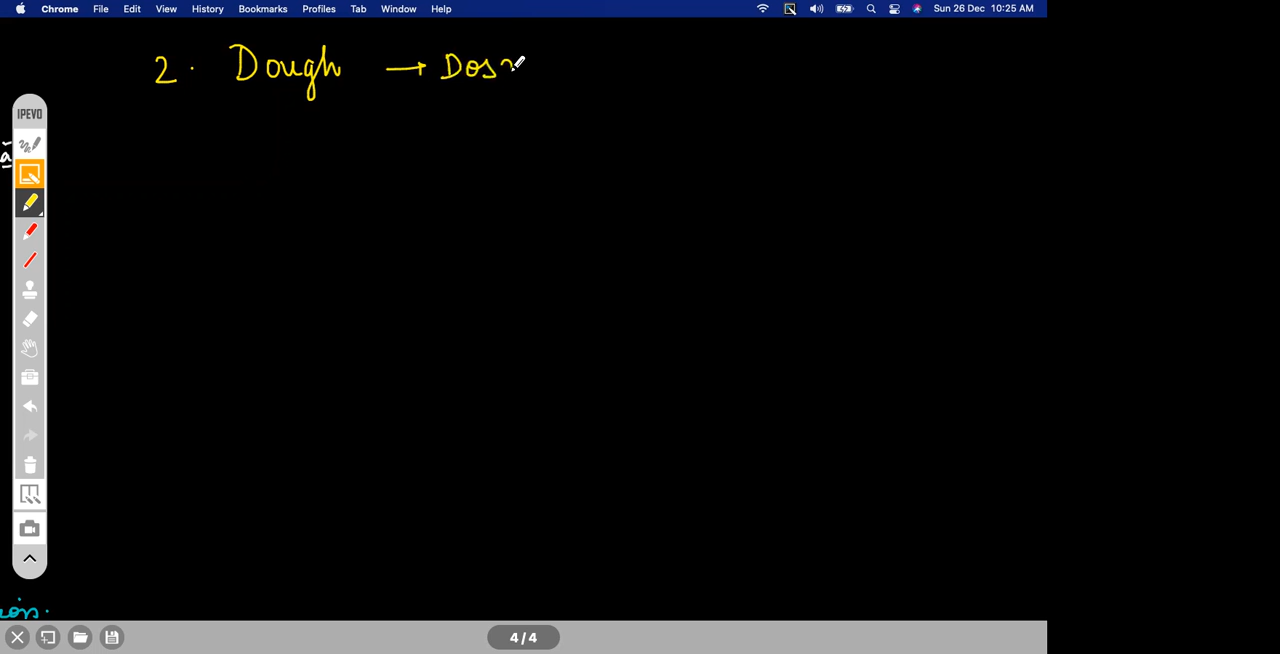 Chrome File Edit View History Bookmarks Profiles Tab Window Help Sun 26 Dec 10:25 AM
2. Dough → Dos
IPEVO
a
ion.
4/4